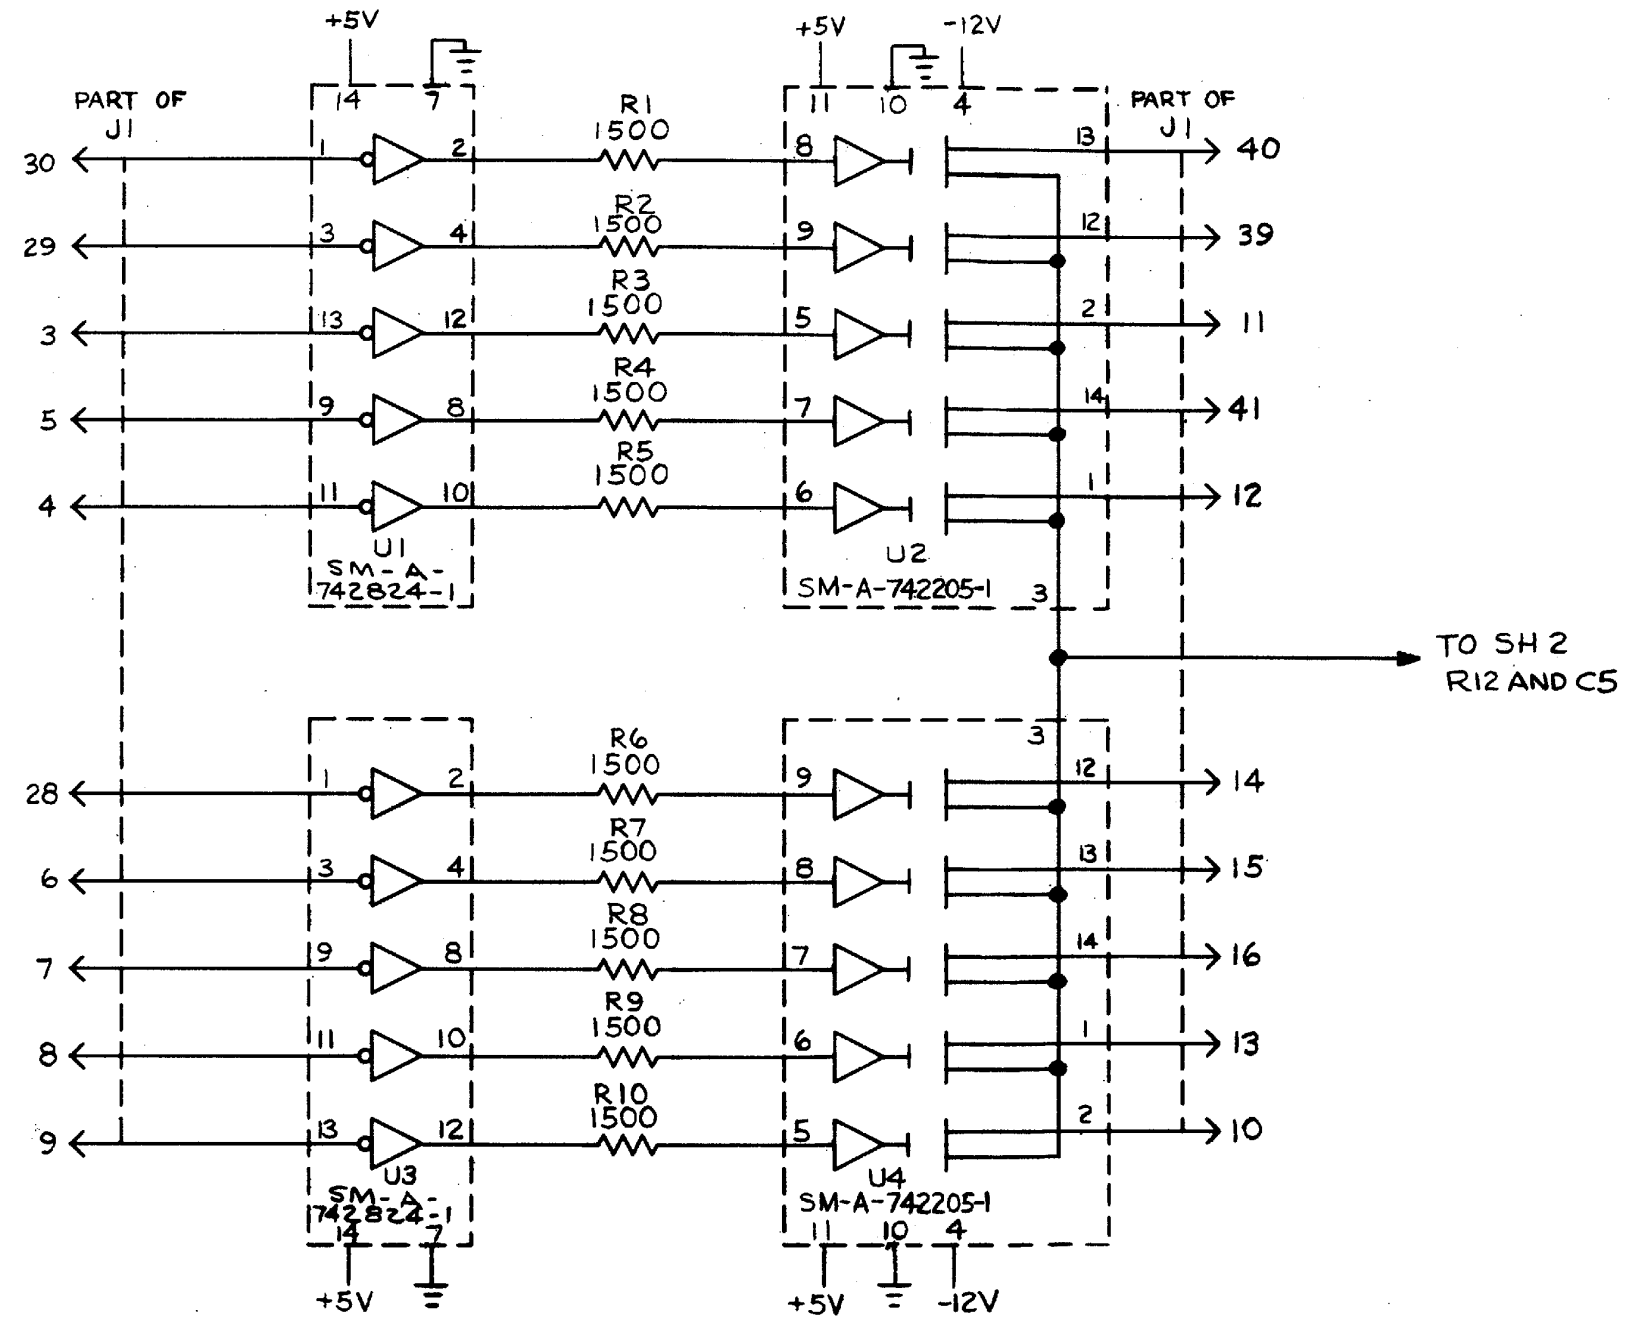 +5V
+5V
-12V
PART OF
J1
14
7
11
10
4
PART OF
J1
R1
1500
30
1
2
8
13
40
R2
1500
29
3
4
9
12
39
R3
1500
3
13
12
5
2
11
R4
1500
5
9
8
7
14
41
R5
1500
4
11
10
6
1
12
U1
SM-A-
742824-1
U2
SM-A-742205-1
3
TO SH 2
R12 AND C5
3
R6
1500
28
1
2
9
12
14
R7
1500
6
3
4
8
13
15
R8
1500
7
9
8
7
14
16
R9
1500
8
11
10
6
1
13
R10
1500
9
13
12
5
2
10
U3
SM-A-
742824-1
14
7
U4
SM-A-742205-1
11
10
4
+5V
+5V
-12V